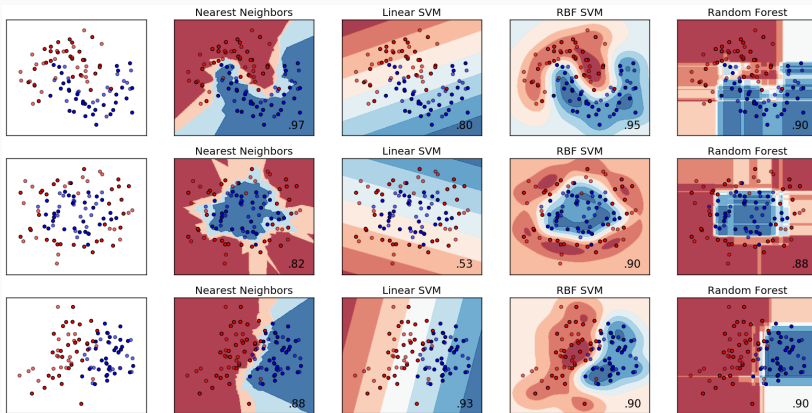 Nearest Neighbors Linear SVM RBF SVM Random Forest
.97 .80 .95 .90
Nearest Neighbors Linear SVM RBF SVM Random Forest
.82 .53 .90 .88
Nearest Neighbors Linear SVM RBF SVM Random Forest
.88 .93 .90 .90